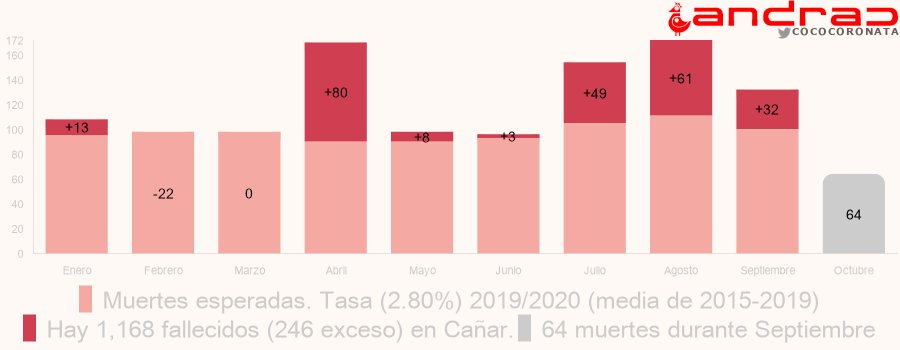 andrac
COCOCORONATA
172
160
140
120
100
80
60
40
20
0
+13
-22
0
+80
+8
+3
+49
+61
+32
64
Enero
Febrero
Marzo
Abril
Mayo
Junio
Julio
Agosto
Septiembre
Octubre
Muertes esperadas. Tasa (2.80%) 2019/2020 (media de 2015-2019)
Hay 1,168 fallecidos (246 exceso) en Cañar. 64 muertes durante Septiembre